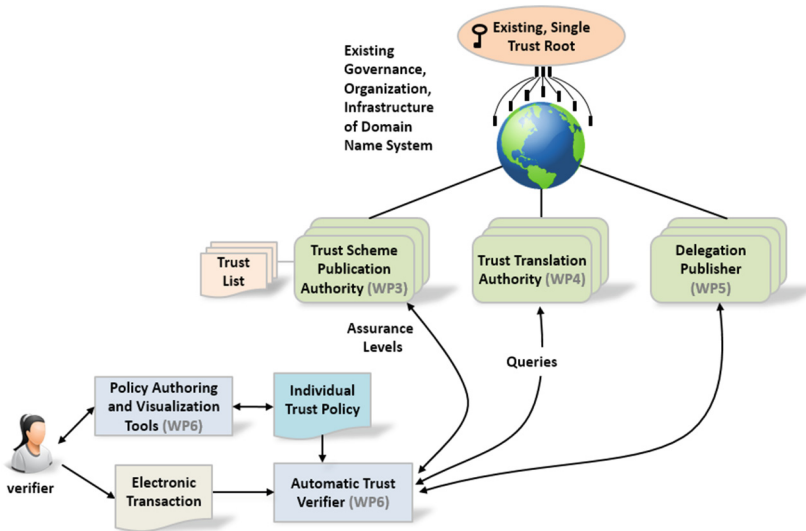 Existing, Single
Trust Root
Existing
Governance,
Organization,
Infrastructure
of Domain
Name System
Trust
List
Trust Scheme
Publication
Authority (WP3)
Trust Translation
Authority (WP4)
Delegation
Publisher
(WP5)
Assurance
Levels
Queries
Policy Authoring
and Visualization
Tools (WP6)
Individual
Trust Policy
verifier
Electronic
Transaction
Automatic Trust
Verifier (WP6)